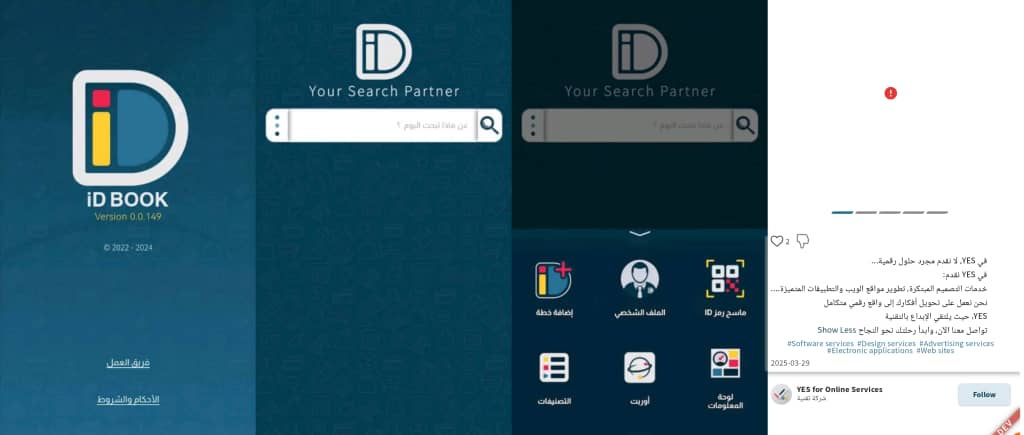 iD BOOK
Version 0.0.149
© 2022 - 2024
فريق العمل
الأحكام والشروط
iD
Your Search Partner
عن ماذا تبحث اليوم ؟
iD
Your Search Partner
عن ماذا تبحث اليوم ؟
ماسح رمز ID
الملف الشخصي
إضافة خطة
لوحة المعلومات
أوربت
التصنيفات
2
في YES، لا نقدم مجرد حلول رقمية...
في YES نقدم:
خدمات التصميم المبتكرة، تطوير مواقع الويب والتطبيقات المتميزة....
نحن نعمل على تحويل أفكارك إلى واقع رقمي متكامل
YES، حيث يلتقي الإبداع بالتقنية
تواصل معنا الآن، وابدأ رحلتك نحو النجاح Show Less
#Software services #Design services #Advertising services
#Electronic applications #Web sites
2025-03-29
YES for Online Services
شركة تقنية
Follow
DEV